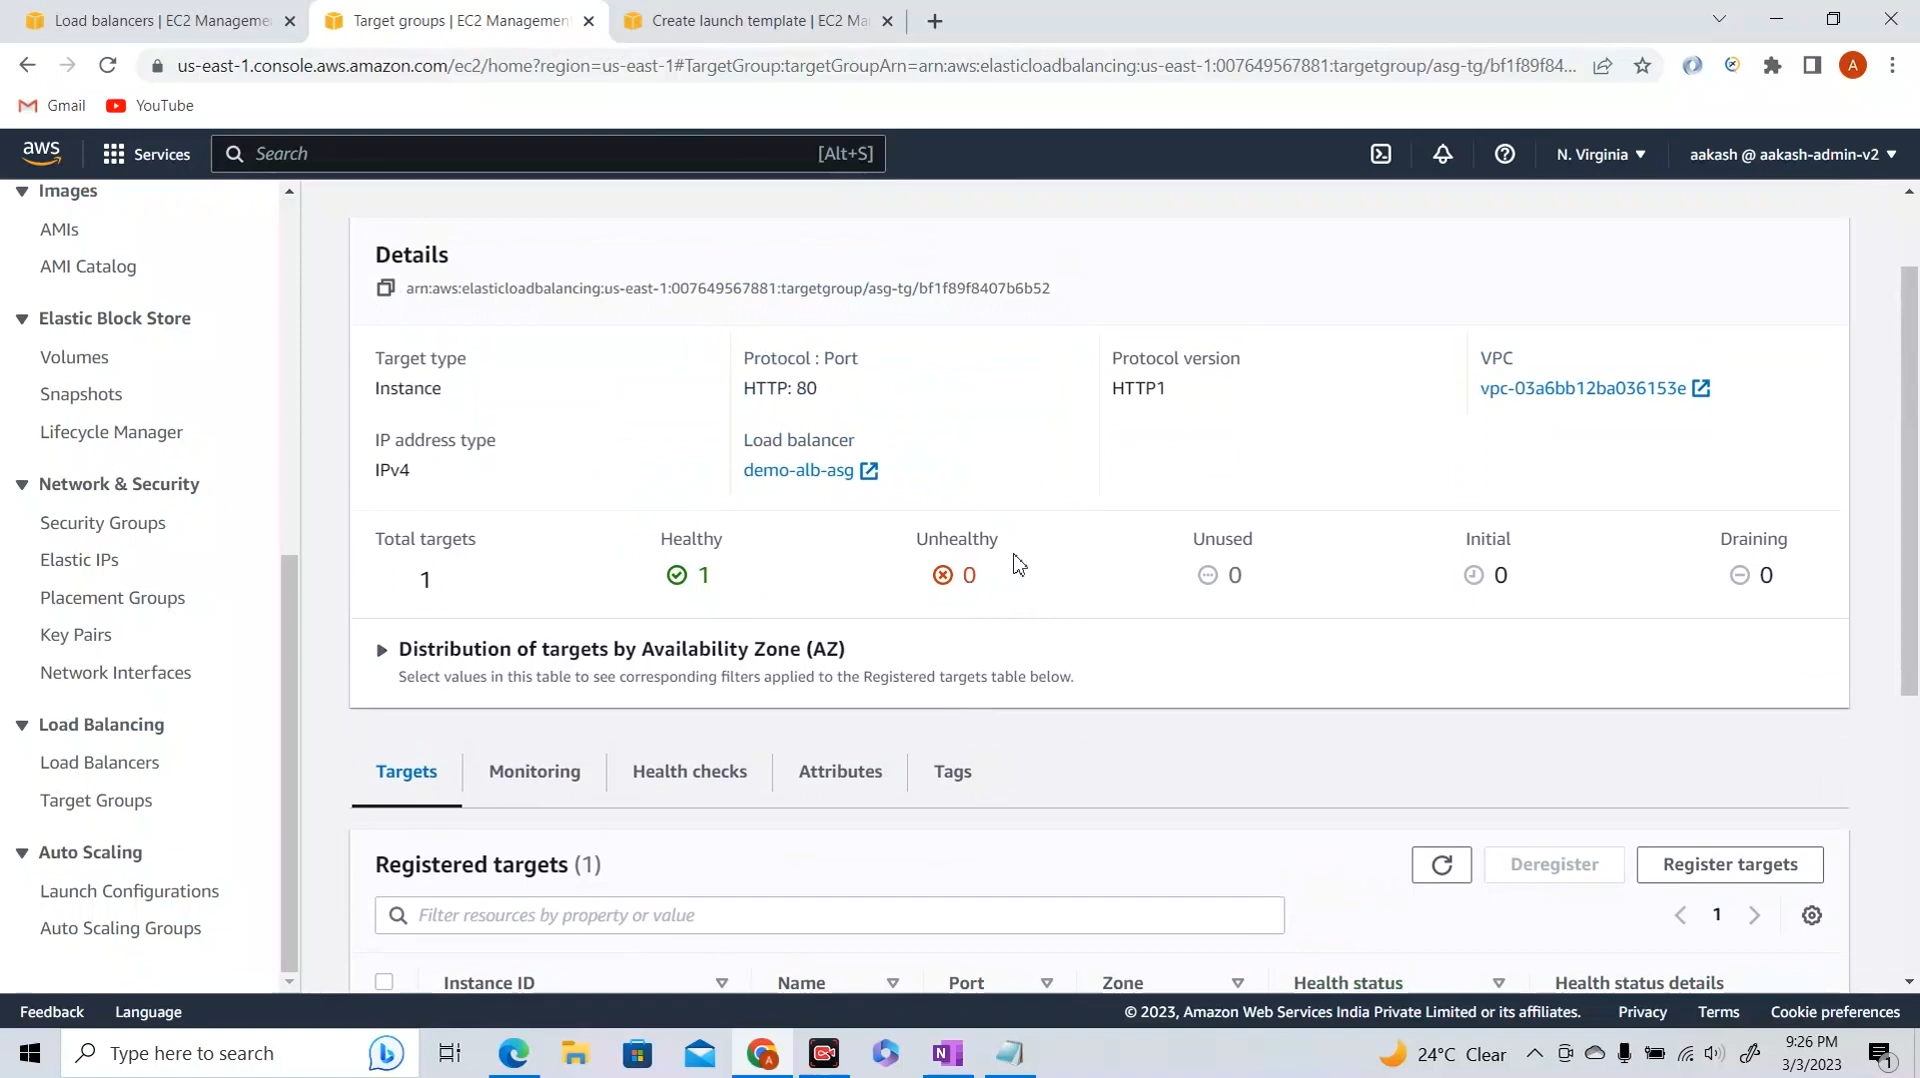 Load balancers | EC2 Manageme
Target groups | EC2 Management
Create launch template | EC2 Ma
us-east-1.console.aws.amazon.com/ec2/home?region=us-east-1#TargetGroup:targetGroupArn=arn:aws:elasticloadbalancing:us-east-1:007649567881:targetgroup/asg-tg/bf1f89f84...
A
Gmail
YouTube
aws
Services
Search
[Alt+S]
N. Virginia
aakash @ aakash-admin-v2
Images
AMIs
AMI Catalog
Elastic Block Store
Volumes
Snapshots
Lifecycle Manager
Network & Security
Security Groups
Elastic IPs
Placement Groups
Key Pairs
Network Interfaces
Load Balancing
Load Balancers
Target Groups
Auto Scaling
Launch Configurations
Auto Scaling Groups
Details
arn:aws:elasticloadbalancing:us-east-1:007649567881:targetgroup/asg-tg/bf1f89f8407b6b52
Target type
Instance
Protocol : Port
HTTP: 80
Protocol version
HTTP1
VPC
vpc-03a6bb12ba036153e
IP address type
IPv4
Load balancer
demo-alb-asg
Total targets
1
Healthy
1
Unhealthy
0
Unused
0
Initial
0
Draining
0
Distribution of targets by Availability Zone (AZ)
Select values in this table to see corresponding filters applied to the Registered targets table below.
Targets
Monitoring
Health checks
Attributes
Tags
Registered targets (1)
Deregister
Register targets
Filter resources by property or value
1
Instance ID
Name
Port
Zone
Health status
Health status details
Feedback
Language
© 2023, Amazon Web Services India Private Limited or its affiliates.
Privacy
Terms
Cookie preferences
Type here to search
24°C Clear
9:26 PM
3/3/2023
1